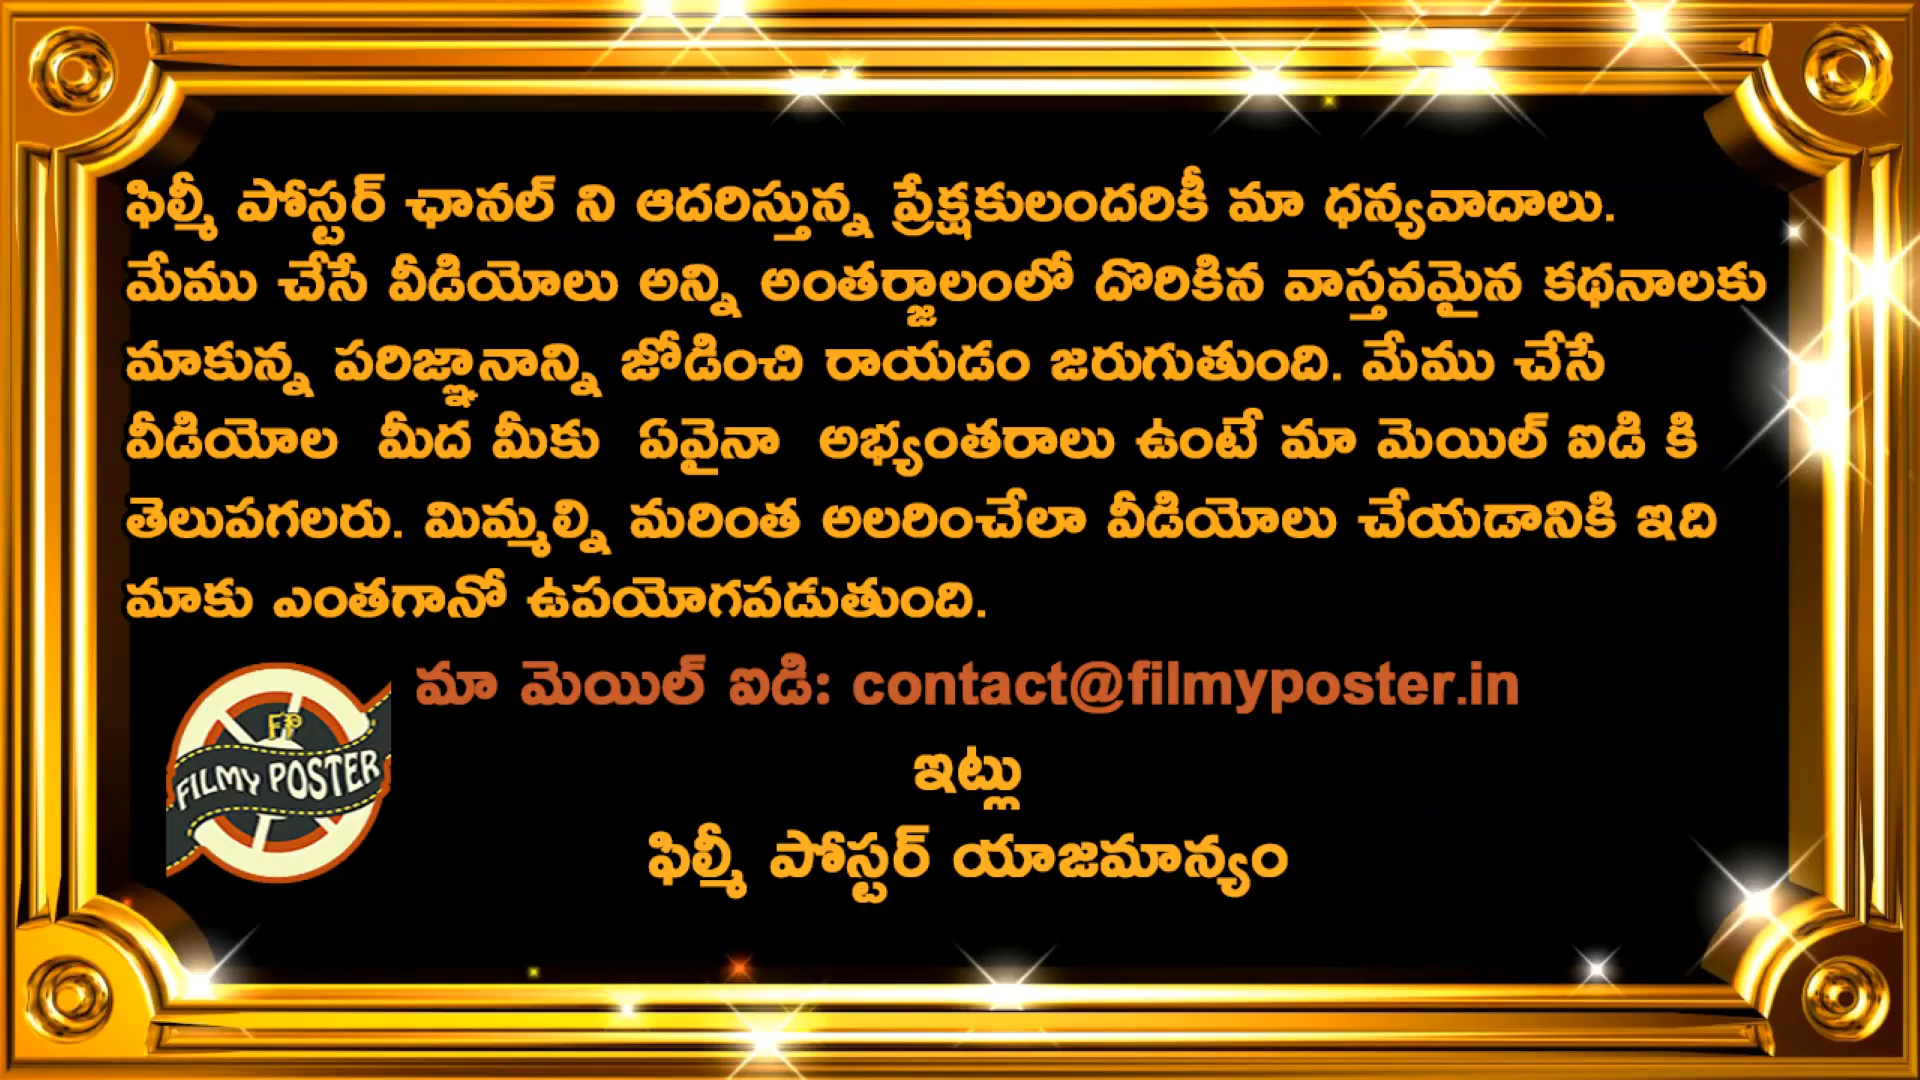 ఫిల్మీ పోస్టర్ ఛానల్ ని ఆదరిస్తున్న ప్రేక్షకులందరికీ మా ధన్యవాదాలు.
మేము చేసే వీడియోలు అన్ని అంతర్జాలంలో దొరికిన వాస్తవమైన కథనాలకు
మాకున్న పరిజ్ఞానాన్ని జోడించి రాయడం జరుగుతుంది. మేము చేసే
వీడియోల మీద మీకు ఏవైనా అభ్యంతరాలు ఉంటే మా మెయిల్ ఐడి కి
తెలుపగలరు. మిమ్మల్ని మరింత అలరించేలా వీడియోలు చేయడానికి ఇది
మాకు ఎంతగానో ఉపయోగపడుతుంది.
మా మెయిల్ ఐడి: contact@filmyposter.in
FP
FILMY POSTER
ఇట్లు
ఫిల్మీ పోస్టర్ యాజమాన్యం